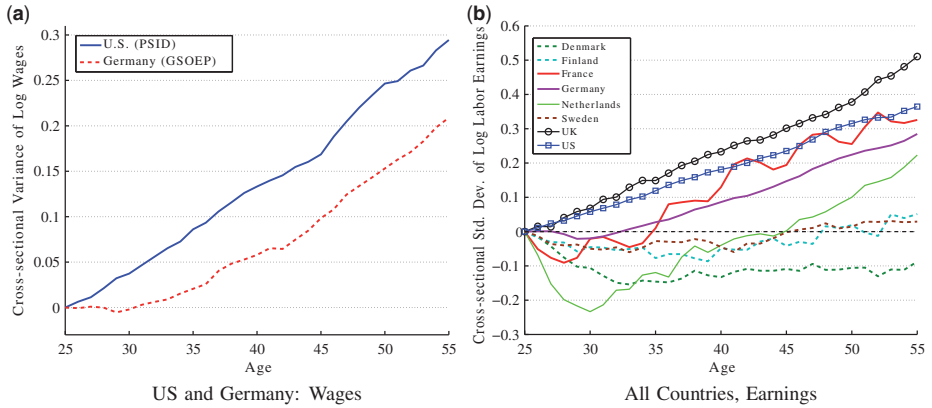 (a)
0.3
0.25
0.2
0.15
0.1
0.05
0
Cross-sectional Variance of Log Wages
U.S. (PSID)
Germany (GSOEP)
25 30 35 40 45 50 55
Age
US and Germany: Wages
(b)
0.6
0.5
0.4
0.3
0.2
0.1
0
−0.1
−0.2
−0.3
Cross-sectional Std. Dev. of Log Labor Earnings
Denmark
Finland
France
Germany
Netherlands
Sweden
UK
US
25 30 35 40 45 50 55
Age
All Countries, Earnings